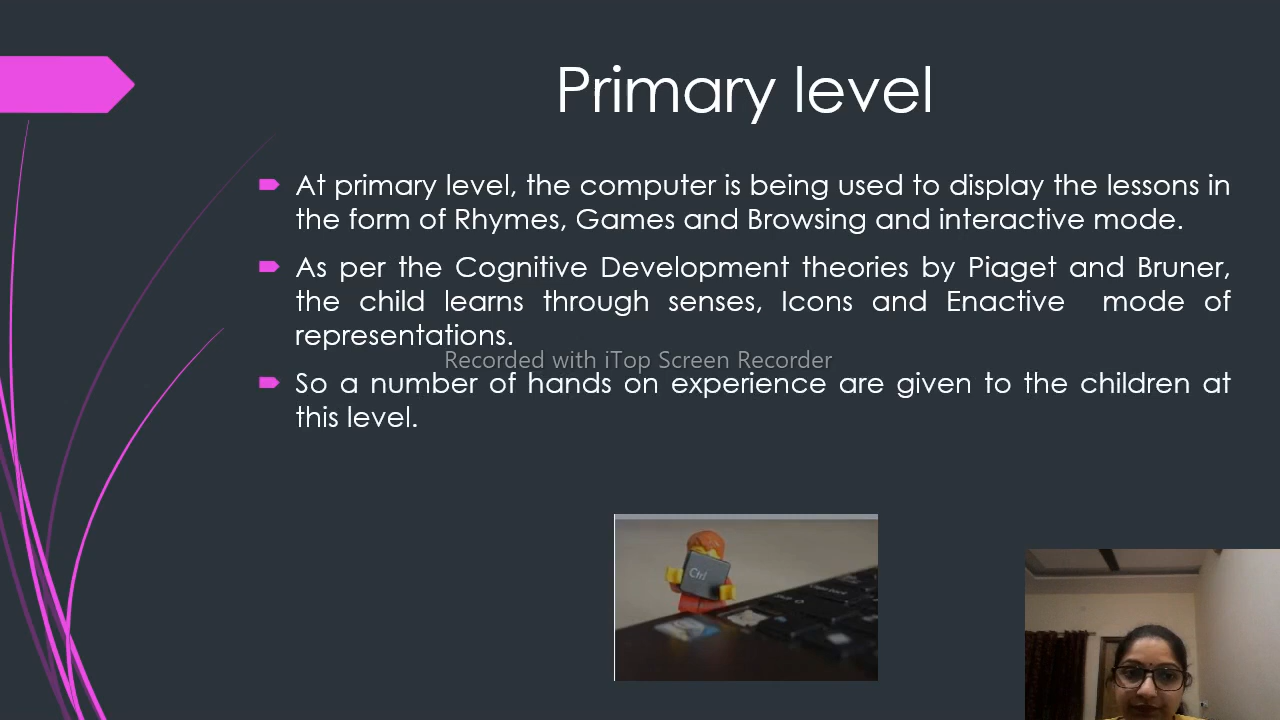 Primary level
At primary level, the computer is being used to display the lessons in
the form of Rhymes, Games and Browsing and interactive mode.
As per the Cognitive Development theories by Piaget and Bruner,
the child learns through senses, Icons and Enactive mode of
representations.
Recorded with iTop Screen Recorder
So a number of hands on experience are given to the children at
this level.
Ctrl